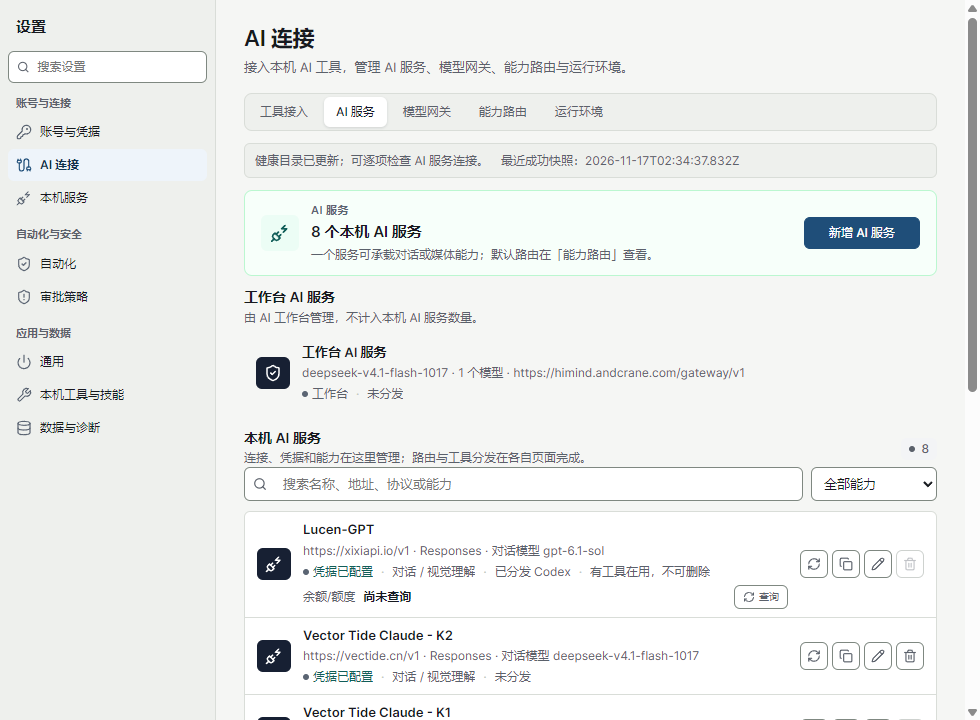 设置
搜索设置
账号与连接
账号与凭据
AI 连接
本机服务
自动化与安全
自动化
审批策略
应用与数据
通用
本机工具与技能
数据与诊断
AI 连接
接入本机 AI 工具，管理 AI 服务、模型网关、能力路由与运行环境。
工具接入 AI 服务 模型网关 能力路由 运行环境
健康目录已更新；可逐项检查 AI 服务连接。 最近成功快照：2026-11-17T02:34:37.832Z
AI 服务
8 个本机 AI 服务
一个服务可承载对话或媒体能力；默认路由在「能力路由」查看。
新增 AI 服务
工作台 AI 服务
由 AI 工作台管理，不计入本机 AI 服务数量。
工作台 AI 服务
deepseek-v4.1-flash-1017 · 1 个模型 · https://himind.andcrane.com/gateway/v1
工作台 · 未分发
本机 AI 服务
连接、凭据和能力在这里管理；路由与工具分发在各自页面完成。
8
搜索名称、地址、协议或能力
全部能力
Lucen-GPT
https://xixiapi.io/v1 · Responses · 对话模型 gpt-6.1-sol
凭据已配置 · 对话 / 视觉理解 · 已分发 Codex · 有工具在用，不可删除
余额/额度 尚未查询
查询
Vector Tide Claude - K2
https://vectide.cn/v1 · Responses · 对话模型 deepseek-v4.1-flash-1017
凭据已配置 · 对话 / 视觉理解 · 未分发
Vector Tide Claude - K1